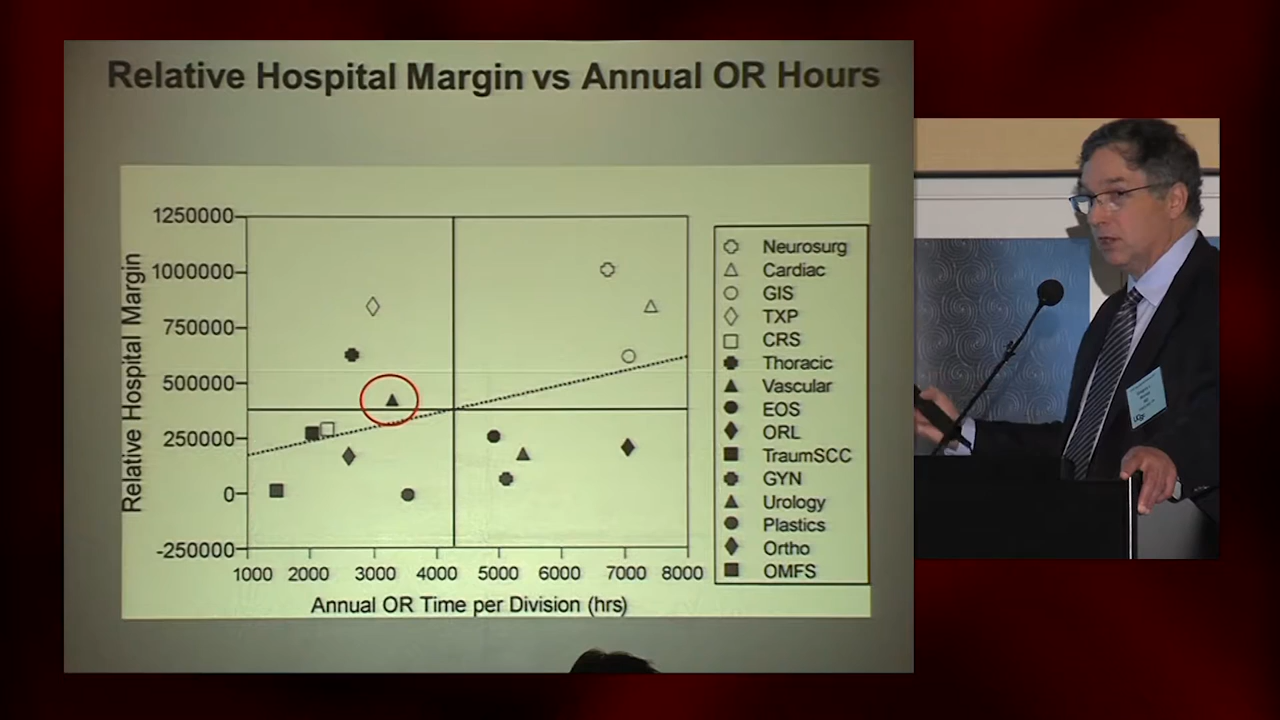 Relative Hospital Margin vs Annual OR Hours
Relative Hospital Margin
1250000
1000000
750000
500000
250000
0
-250000
1000 2000 3000 4000 5000 6000 7000 8000
Annual OR Time per Division (hrs)
Neurosurg
Cardiac
GIS
TXP
CRS
Thoracic
Vascular
EOS
ORL
TraumSCC
GYN
Urology
Plastics
Ortho
OMFS